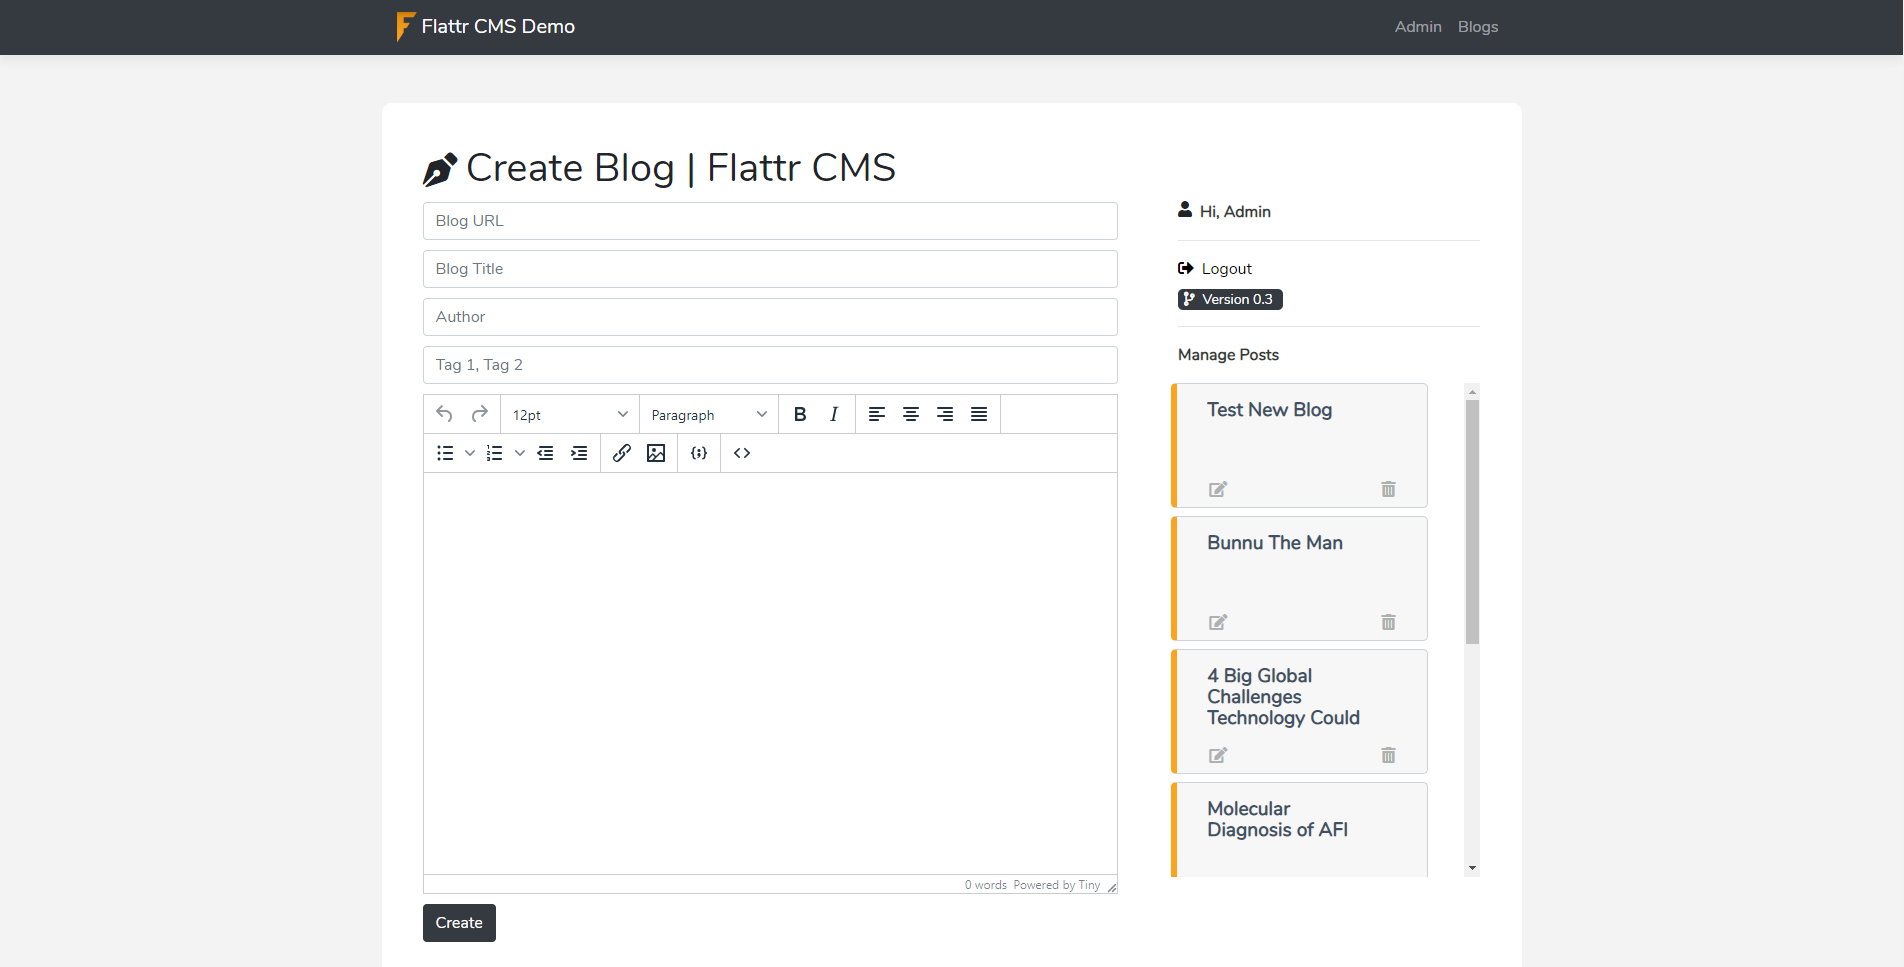 Flattr CMS Demo
Admin Blogs
Create Blog | Flattr CMS
Blog URL
Blog Title
Author
Tag 1, Tag 2
12pt
Paragraph
B I
0 words Powered by Tiny
Create
Hi, Admin
Logout
Version 0.3
Manage Posts
Test New Blog
Bunnu The Man
4 Big Global
Challenges
Technology Could
Molecular
Diagnosis of AFI